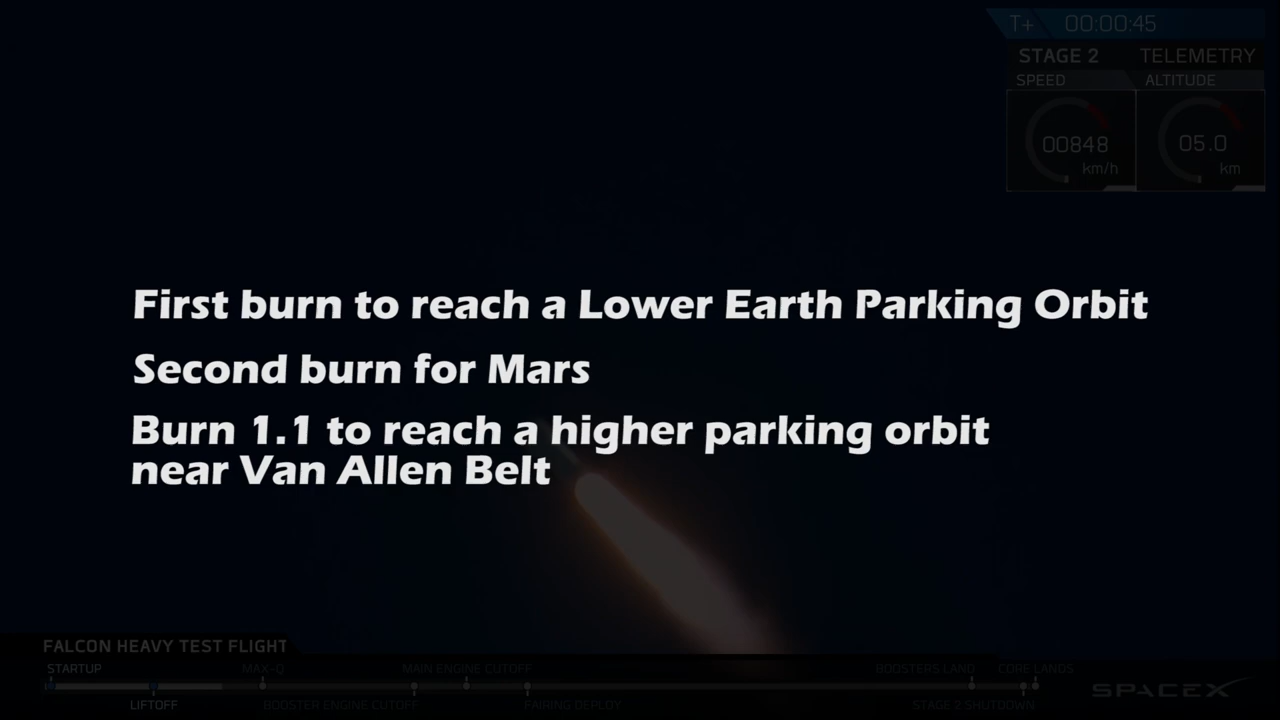 T+ 00:00:45
STAGE 2 TELEMETRY
SPEED ALTITUDE
00848 05.0
km/h km
First burn to reach a Lower Earth Parking Orbit
Second burn for Mars
Burn 1.1 to reach a higher parking orbit
near Van Allen Belt
FALCON HEAVY TEST FLIGHT
STARTUP MAX-Q MAIN ENGINE CUTOFF BOOSTERS LAND CORE LANDS
LIFTOFF BOOSTER ENGINE CUTOFF FAIRING DEPLOY STAGE 2 SHUTDOWN
SPACEX